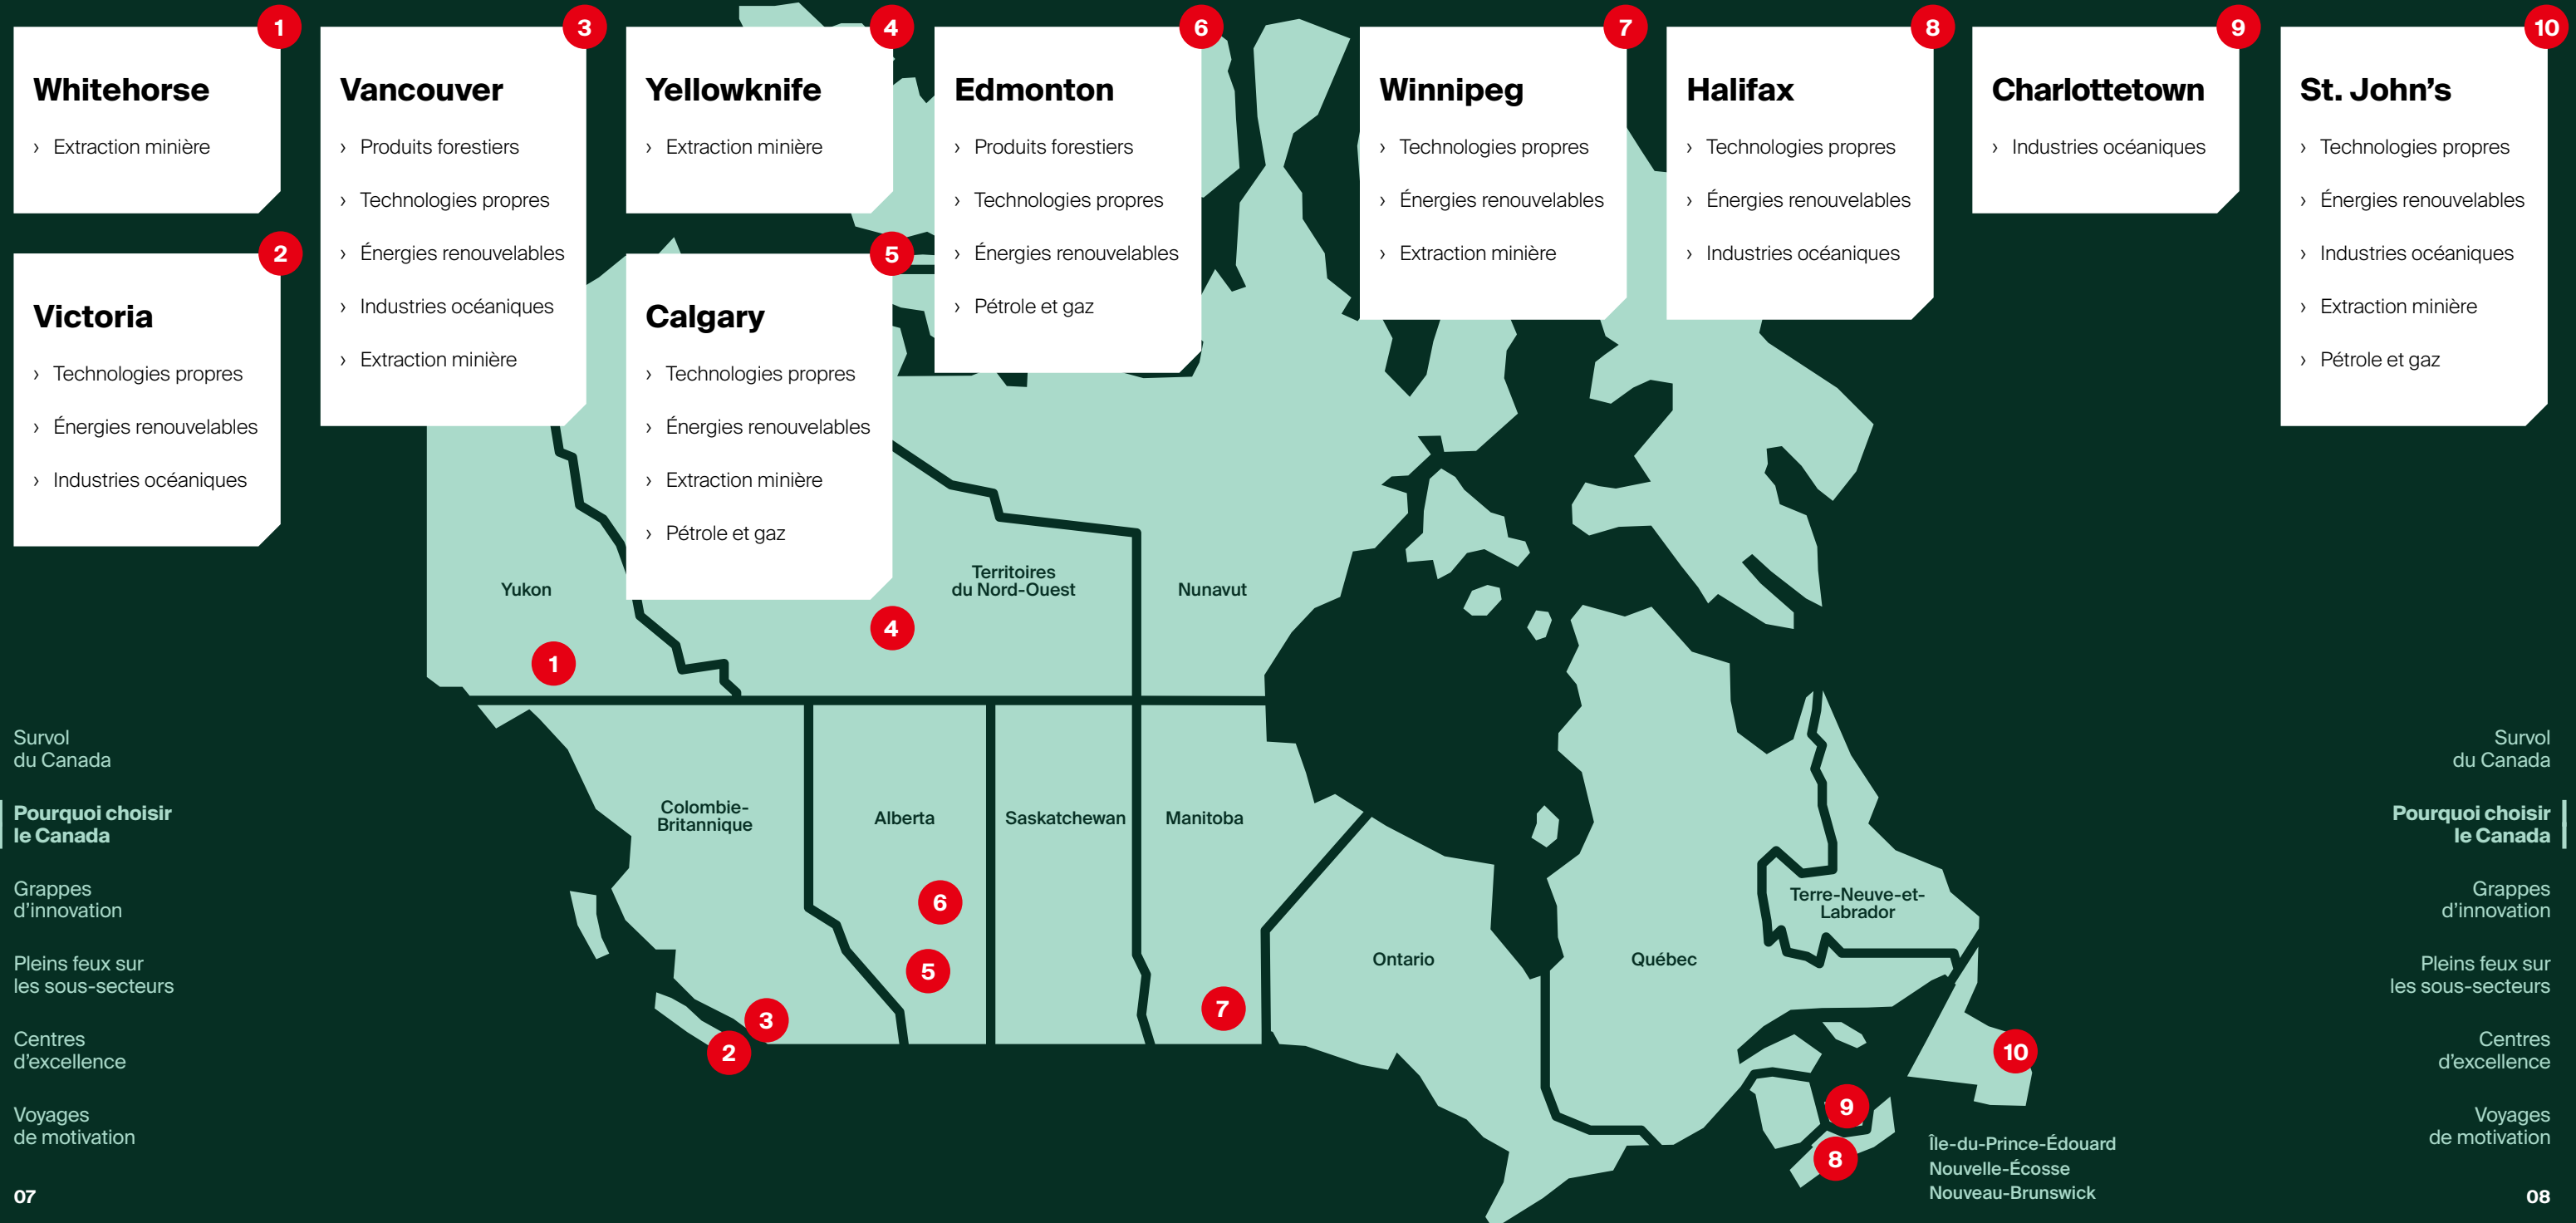 1
Whitehorse
› Extraction minière
2
Victoria
› Technologies propres
› Énergies renouvelables
› Industries océaniques
3
Vancouver
› Produits forestiers
› Technologies propres
› Énergies renouvelables
› Industries océaniques
› Extraction minière
4
Yellowknife
› Extraction minière
5
Calgary
› Technologies propres
› Énergies renouvelables
› Extraction minière
› Pétrole et gaz
6
Edmonton
› Produits forestiers
› Technologies propres
› Énergies renouvelables
› Pétrole et gaz
7
Winnipeg
› Technologies propres
› Énergies renouvelables
› Extraction minière
8
Halifax
› Technologies propres
› Énergies renouvelables
› Industries océaniques
9
Charlottetown
› Industries océaniques
10
St. John’s
› Technologies propres
› Énergies renouvelables
› Industries océaniques
› Extraction minière
› Pétrole et gaz
Yukon
Territoires
du Nord-Ouest
Nunavut
1
4
Colombie-
Britannique
Alberta
Saskatchewan
Manitoba
Ontario
Québec
Terre-Neuve-et-
Labrador
6
5
7
3
2
10
9
8
Île-du-Prince-Édouard
Nouvelle-Écosse
Nouveau-Brunswick
Survol
du Canada
Pourquoi choisir
le Canada
Grappes
d’innovation
Pleins feux sur
les sous-secteurs
Centres
d’excellence
Voyages
de motivation
07
Survol
du Canada
Pourquoi choisir
le Canada
Grappes
d’innovation
Pleins feux sur
les sous-secteurs
Centres
d’excellence
Voyages
de motivation
08